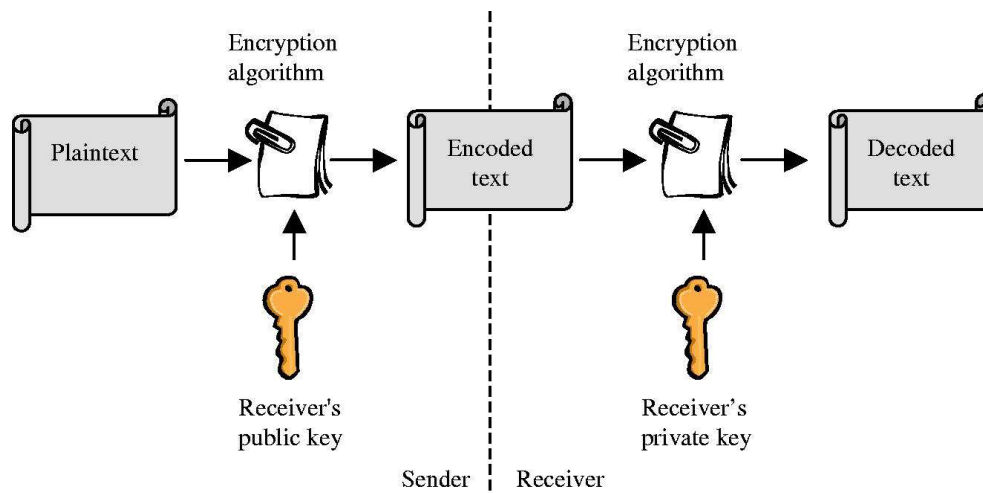 Encryption
algorithm
Encryption
algorithm
Plaintext
Encoded
text
Decoded
text
Receiver's
public key
Receiver’s
private key
Sender
Receiver